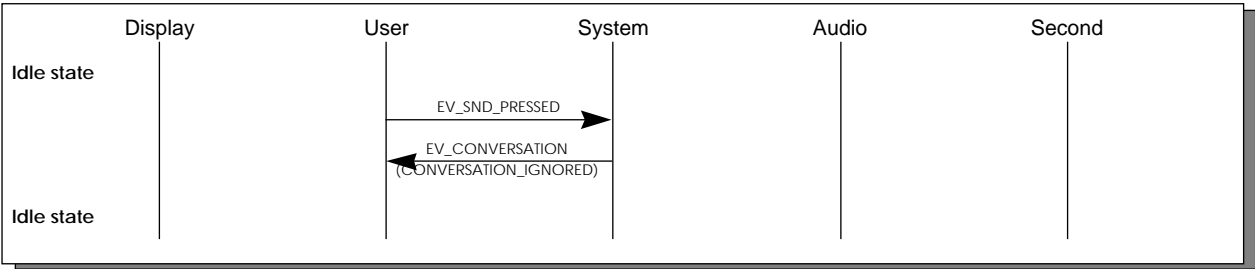 Display User System Audio Second
Idle state
EV_SND_PRESSED
EV_CONVERSATION
(CONVERSATION_IGNORED)
Idle state